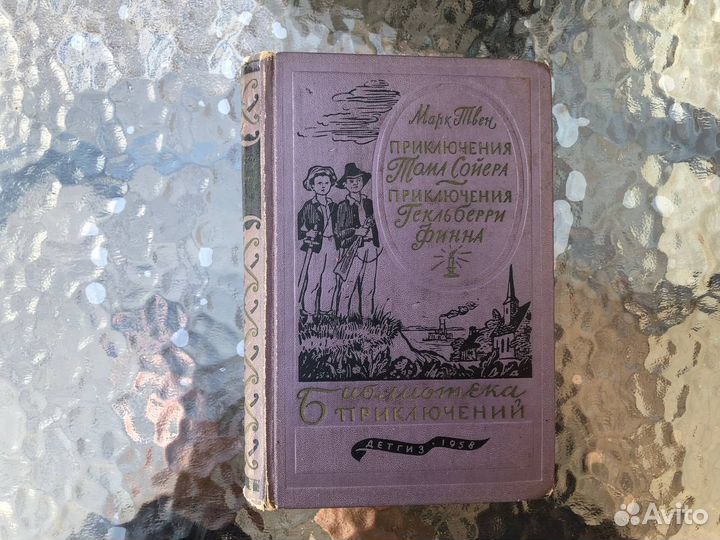 Марк Твен
ПРИКЛЮЧЕНИЯ
Тома Сойера
ПРИКЛЮЧЕНИЯ
Гекльберри
Финна
Библиотека
ПРИКЛЮЧЕНИЙ
ДЕТГИЗ · 1958
Avito